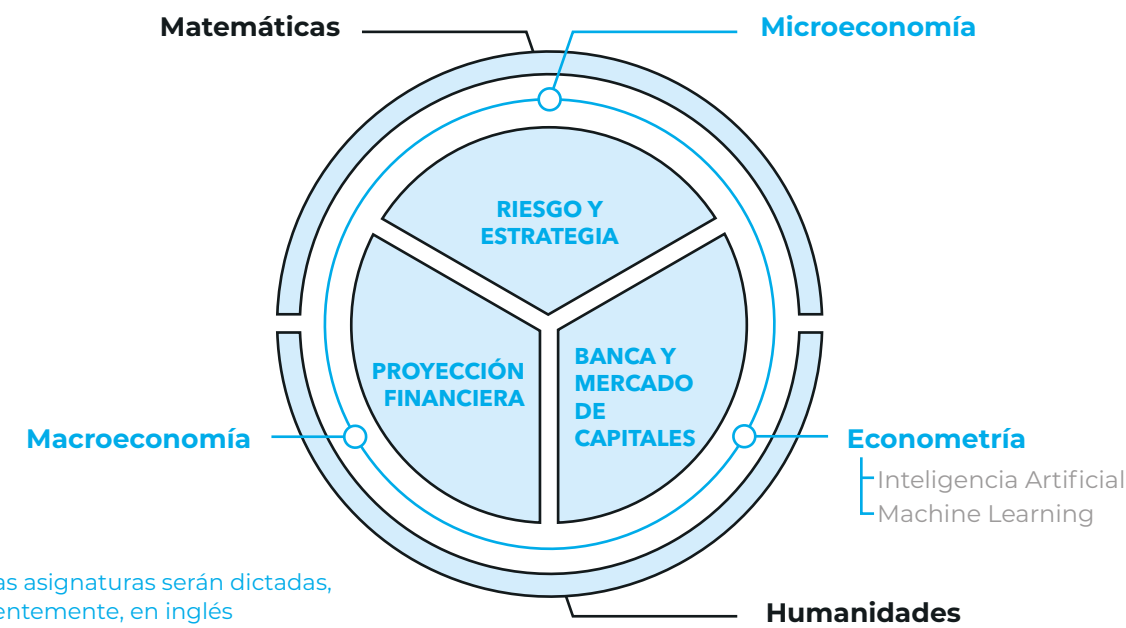 Matemáticas
Microeconomía
RIESGO Y
ESTRATEGIA
PROYECCIÓN
FINANCIERA
BANCA Y
MERCADO
DE
CAPITALES
Macroeconomía
Econometría
Inteligencia Artificial
Machine Learning
as asignaturas serán dictadas,
entemente, en inglés
Humanidades